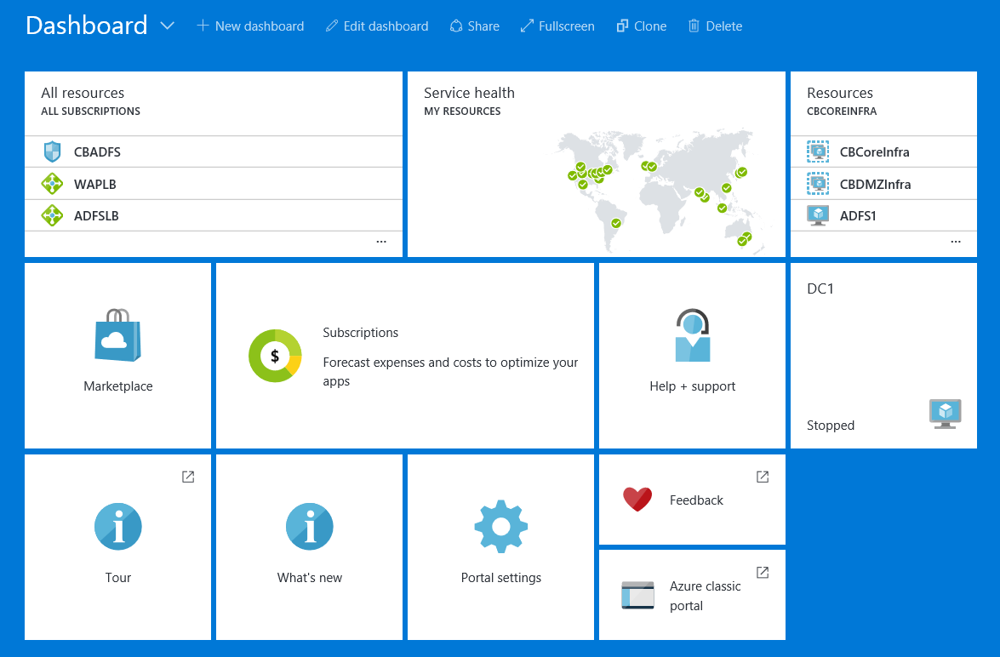 Dashboard
New dashboard
Edit dashboard
Share
Fullscreen
Clone
Delete
All resources
ALL SUBSCRIPTIONS
CBADFS
WAPLB
ADFSLB
...
Service health
MY RESOURCES
Resources
CBCOREINFRA
CBCoreInfra
CBDMZInfra
ADFS1
...
Marketplace
$
Subscriptions
Forecast expenses and costs to optimize your
apps
Help + support
DC1
Stopped
Tour
What's new
Portal settings
Feedback
Azure classic
portal